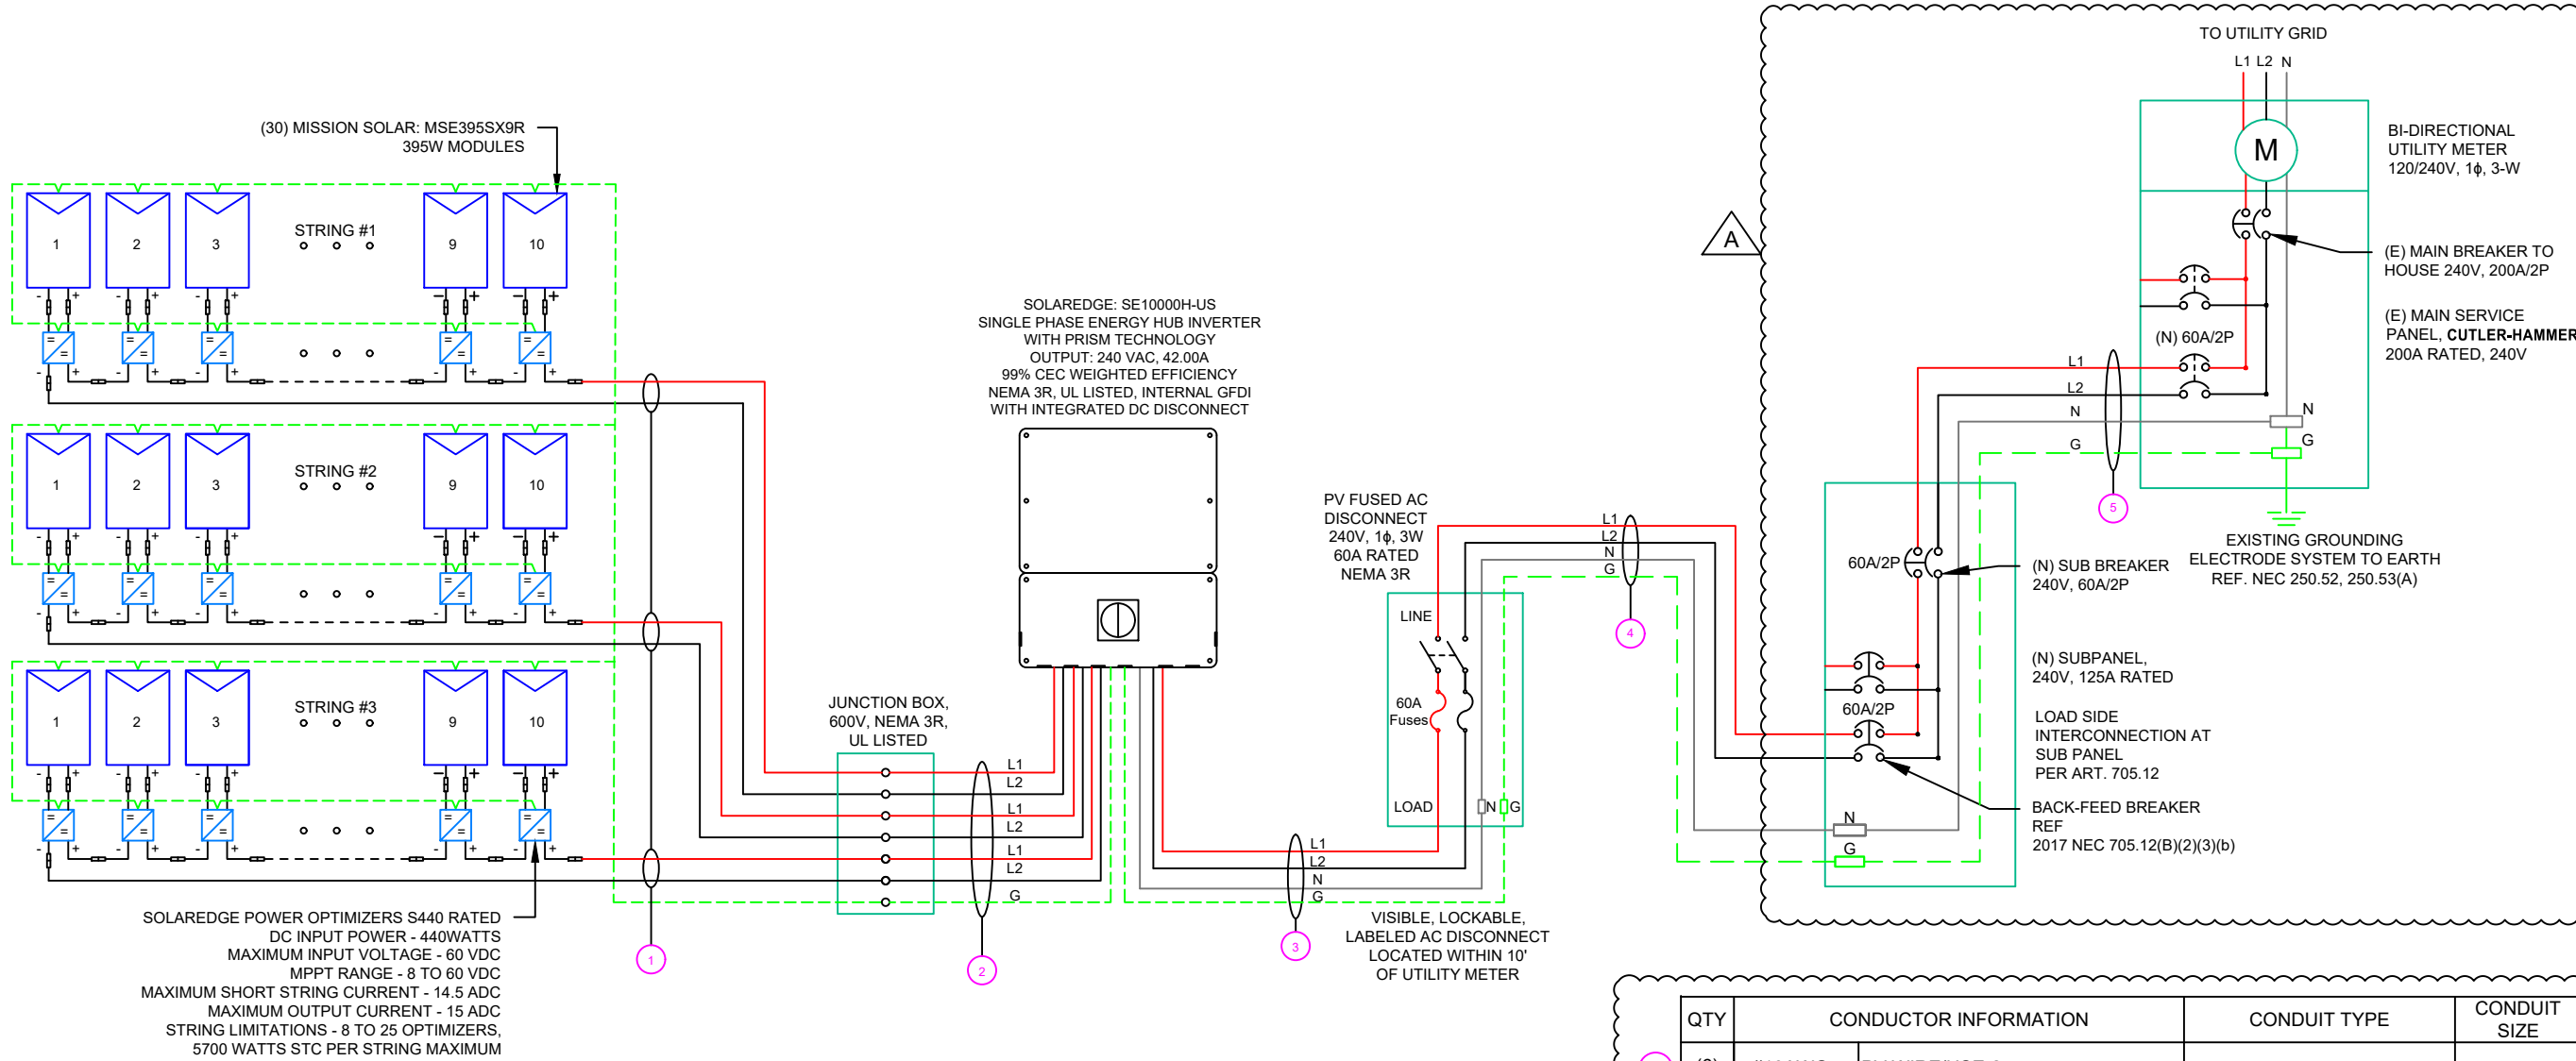 (30) MISSION SOLAR: MSE395SX9R
395W MODULES
1 2 3 STRING #1 9 10
- + - + - + - + - +
= = = = = = = = = =
- + - + - + - + - +
1 2 3 STRING #2 9 10
- + - + - + - + - +
= = = = = = = = = =
- + - + - + - + - +
1 2 3 STRING #3 9 10
- + - + - + - + - +
= = = = = = = = = =
- + - + - + - + - +
SOLAREDGE POWER OPTIMIZERS S440 RATED
DC INPUT POWER - 440WATTS
MAXIMUM INPUT VOLTAGE - 60 VDC
MPPT RANGE - 8 TO 60 VDC
MAXIMUM SHORT STRING CURRENT - 14.5 ADC
MAXIMUM OUTPUT CURRENT - 15 ADC
STRING LIMITATIONS - 8 TO 25 OPTIMIZERS,
5700 WATTS STC PER STRING MAXIMUM
1
JUNCTION BOX,
600V, NEMA 3R,
UL LISTED
L1
L2
L1
L2
L1
L2
G
2
SOLAREDGE: SE10000H-US
SINGLE PHASE ENERGY HUB INVERTER
WITH PRISM TECHNOLOGY
OUTPUT: 240 VAC, 42.00A
99% CEC WEIGHTED EFFICIENCY
NEMA 3R, UL LISTED, INTERNAL GFDI
WITH INTEGRATED DC DISCONNECT
L1
L2
N
G
3
PV FUSED AC
DISCONNECT
240V, 1ϕ, 3W
60A RATED
NEMA 3R
LINE
60A
Fuses
LOAD
N G
VISIBLE, LOCKABLE,
LABELED AC DISCONNECT
LOCATED WITHIN 10'
OF UTILITY METER
L1
L2
N
G
4
A
TO UTILITY GRID
L1 L2 N
M
BI-DIRECTIONAL
UTILITY METER
120/240V, 1ϕ, 3-W
(E) MAIN BREAKER TO
HOUSE 240V, 200A/2P
(E) MAIN SERVICE
PANEL, CUTLER-HAMMER
200A RATED, 240V
(N) 60A/2P
L1
L2
N
G
5
N
G
EXISTING GROUNDING
ELECTRODE SYSTEM TO EARTH
REF. NEC 250.52, 250.53(A)
60A/2P
(N) SUB BREAKER
240V, 60A/2P
(N) SUBPANEL,
240V, 125A RATED
60A/2P
LOAD SIDE
INTERCONNECTION AT
SUB PANEL
PER ART. 705.12
BACK-FEED BREAKER
REF
2017 NEC 705.12(B)(2)(3)(b)
N
G
QTY CONDUCTOR INFORMATION CONDUIT TYPE CONDUIT
SIZE